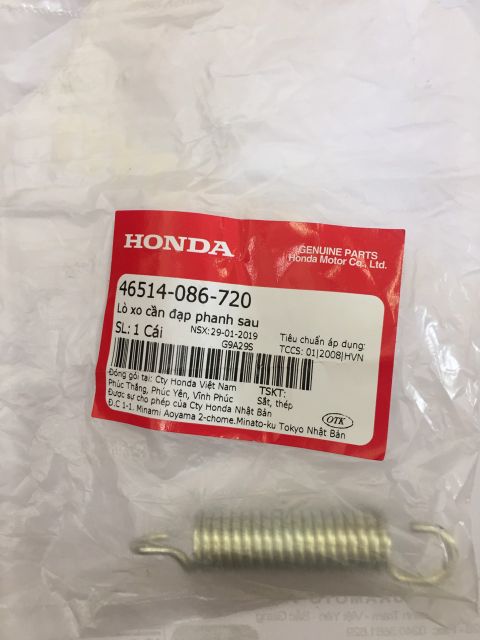 HONDA
GENUINE PARTS
Honda Motor Co., Ltd.
46514-086-720
Lò xo cần đạp phanh sau
SL: 1 Cái
NSX: 29-01-2019
Tiêu chuẩn áp dụng:
G9A29S
TCCS: 01|2008|HVN
Đóng gói tại: Cty Honda Việt Nam
TSKT:
Phúc Thắng, Phúc Yên, Vĩnh Phúc
Sắt, thép
Được sự cho phép của Cty Honda Nhật Bản
Đ.C 1-1. Minami Aoyama 2-chome.Minato-ku Tokyo Nhật Bản
OTK